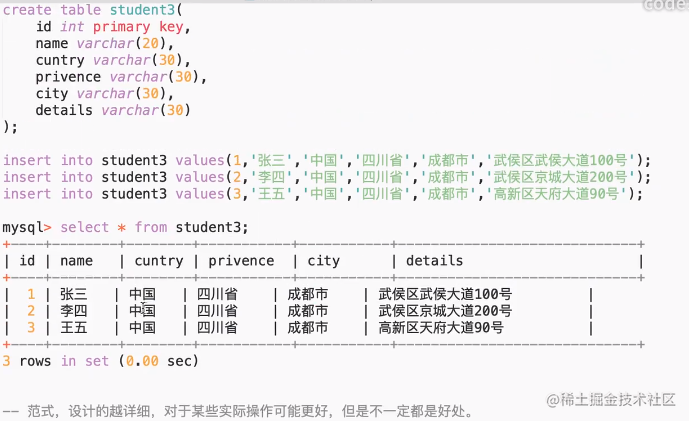 code
create table student3(
    id int primary key,
    name varchar(20),
    cuntry varchar(30),
    privence varchar(30),
    city varchar(30),
    details varchar(30)
);
insert into student3 values(1,'张三','中国','四川省','成都市','武侯区武侯大道100号');
insert into student3 values(2,'李四','中国','四川省','成都市','武侯区京城大道200号');
insert into student3 values(3,'王五','中国','四川省','成都市','高新区天府大道90号');
mysql> select * from student3;
+----+------+--------+----------+--------+---------------------------+
| id | name | cuntry | privence | city | details |
+----+------+--------+----------+--------+---------------------------+
| 1 | 张三 | 中国 | 四川省 | 成都市 | 武侯区武侯大道100号 |
| 2 | 李四 | 中国 | 四川省 | 成都市 | 武侯区京城大道200号 |
| 3 | 王五 | 中国 | 四川省 | 成都市 | 高新区天府大道90号 |
+----+------+--------+----------+--------+---------------------------+
3 rows in set (0.00 sec)
-- 范式，设计的越详细，对于某些实际操作可能更好，但是不一定都是好处。
@稀土掘金技术社区